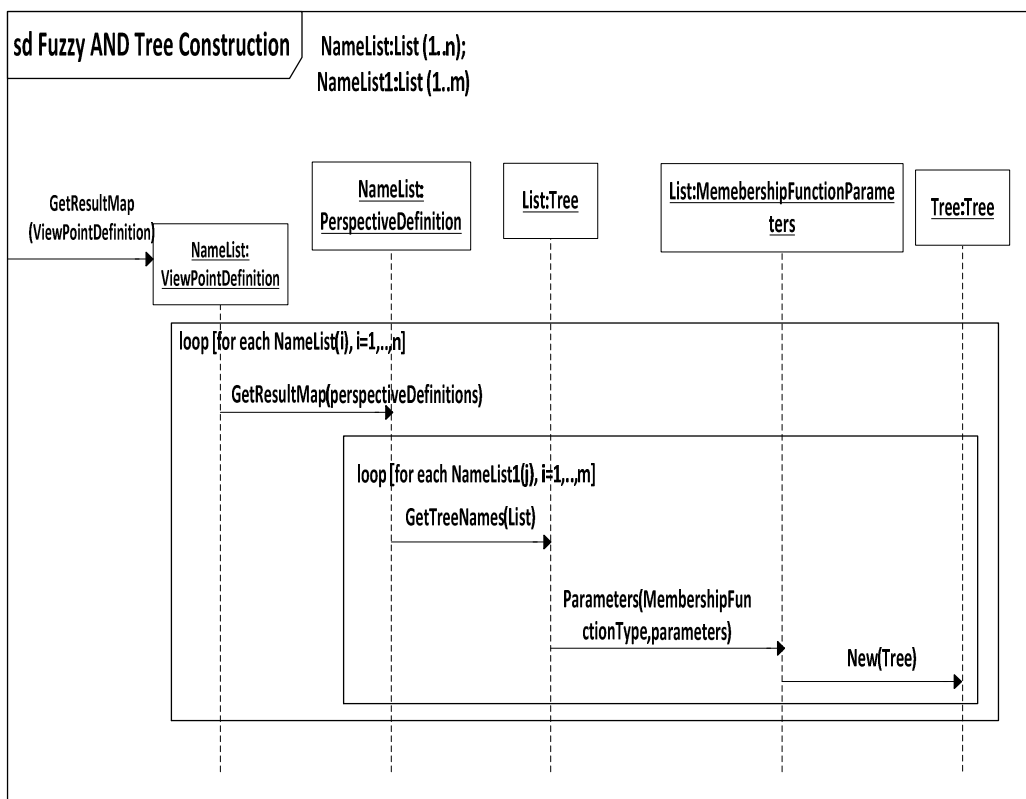 sd Fuzzy AND Tree Construction
NameList:List (1..n);
NameList1:List (1..m)
GetResultMap
(ViewPointDefinition)
NameList:
ViewPointDefinition
NameList:
PerspectiveDefinition
List:Tree
List:MemebershipFunctionParame
ters
Tree:Tree
loop [for each NameList(i), i=1,..,n]
GetResultMap(perspectiveDefinitions)
loop [for each NameList1(j), i=1,..,m]
GetTreeNames(List)
Parameters(MembershipFun
ctionType,parameters)
New(Tree)